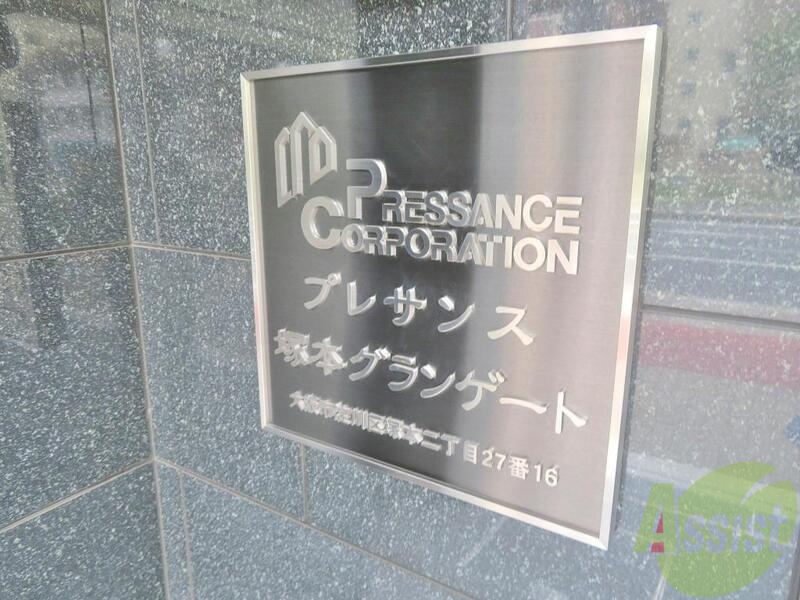 PRESSANCE
CORPORATION
プレサンス
塚本グランゲート
大阪市淀川区塚本二丁目27番16
Assist